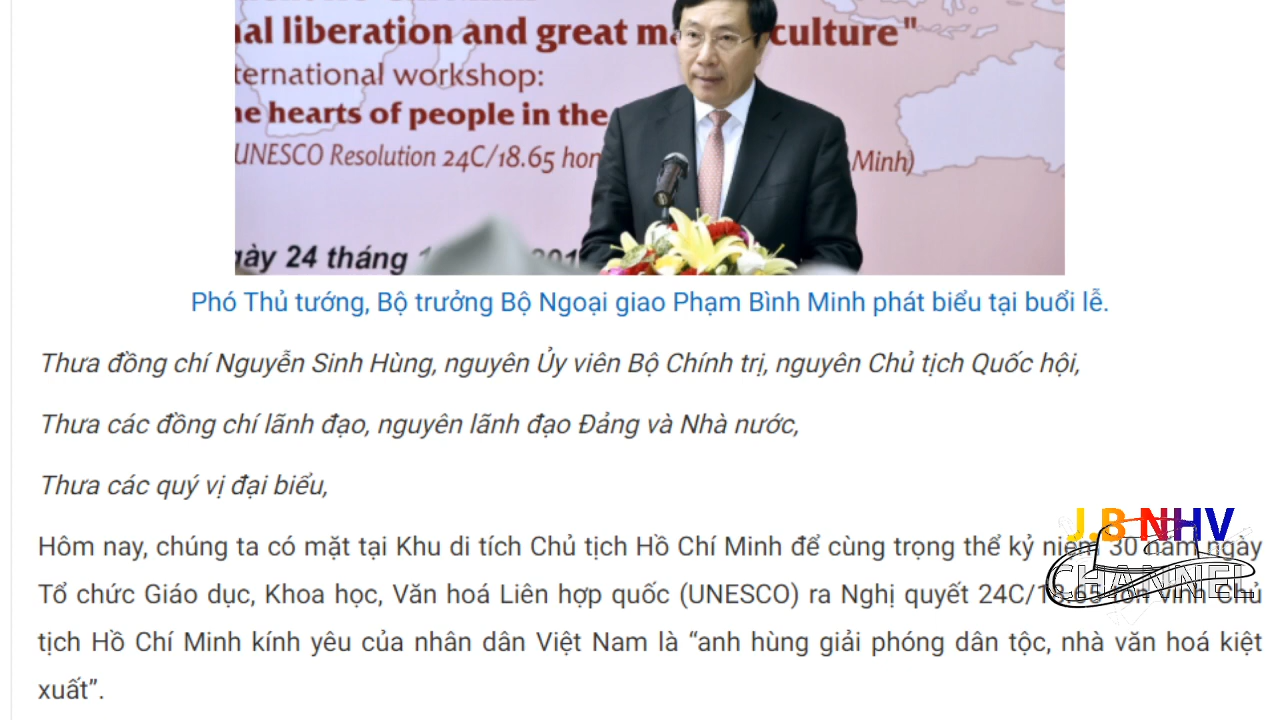 al liberation and great ma culture"
ternational workshop:
e hearts of people in the
UNESCO Resolution 24C/18.65 hon Minh)
gày 24 tháng 201
Phó Thủ tướng, Bộ trưởng Bộ Ngoại giao Phạm Bình Minh phát biểu tại buổi lễ.
Thưa đồng chí Nguyễn Sinh Hùng, nguyên Ủy viên Bộ Chính trị, nguyên Chủ tịch Quốc hội,
Thưa các đồng chí lãnh đạo, nguyên lãnh đạo Đảng và Nhà nước,
Thưa các quý vị đại biểu,
J.B NHV
Hôm nay, chúng ta có mặt tại Khu di tích Chủ tịch Hồ Chí Minh để cùng trọng thể kỷ niệm 30 năm ngày
CHANNEL
Tổ chức Giáo dục, Khoa học, Văn hoá Liên hợp quốc (UNESCO) ra Nghị quyết 24C/18.65 tôn vinh Chủ
tịch Hồ Chí Minh kính yêu của nhân dân Việt Nam là “anh hùng giải phóng dân tộc, nhà văn hoá kiệt
xuất”.